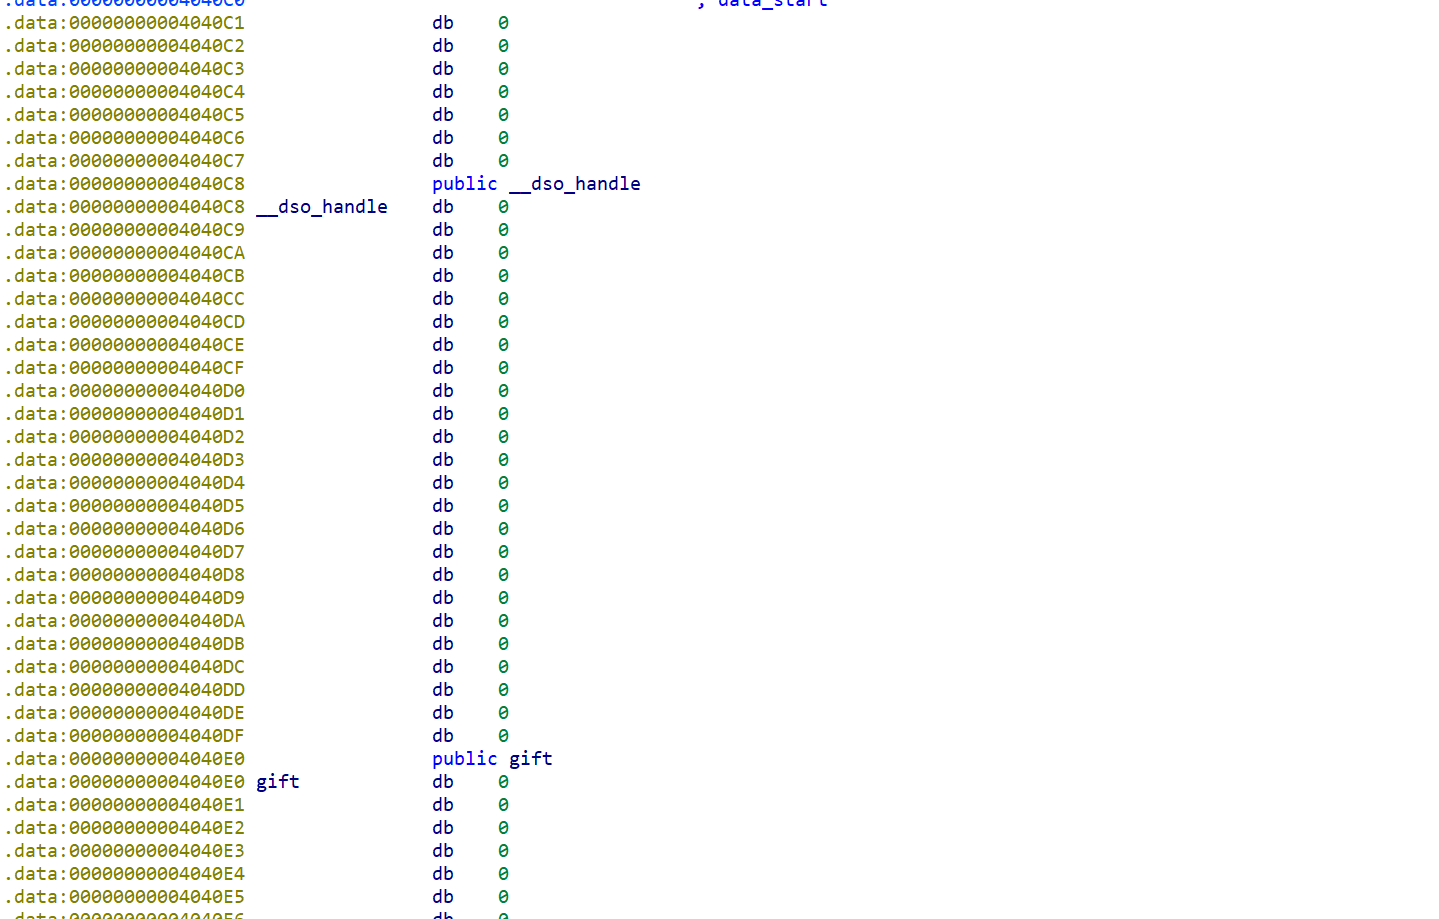 .data:00000000004040C0 ; data_start
.data:00000000004040C1 db 0
.data:00000000004040C2 db 0
.data:00000000004040C3 db 0
.data:00000000004040C4 db 0
.data:00000000004040C5 db 0
.data:00000000004040C6 db 0
.data:00000000004040C7 db 0
.data:00000000004040C8 public __dso_handle
.data:00000000004040C8 __dso_handle db 0
.data:00000000004040C9 db 0
.data:00000000004040CA db 0
.data:00000000004040CB db 0
.data:00000000004040CC db 0
.data:00000000004040CD db 0
.data:00000000004040CE db 0
.data:00000000004040CF db 0
.data:00000000004040D0 db 0
.data:00000000004040D1 db 0
.data:00000000004040D2 db 0
.data:00000000004040D3 db 0
.data:00000000004040D4 db 0
.data:00000000004040D5 db 0
.data:00000000004040D6 db 0
.data:00000000004040D7 db 0
.data:00000000004040D8 db 0
.data:00000000004040D9 db 0
.data:00000000004040DA db 0
.data:00000000004040DB db 0
.data:00000000004040DC db 0
.data:00000000004040DD db 0
.data:00000000004040DE db 0
.data:00000000004040DF db 0
.data:00000000004040E0 public gift
.data:00000000004040E0 gift db 0
.data:00000000004040E1 db 0
.data:00000000004040E2 db 0
.data:00000000004040E3 db 0
.data:00000000004040E4 db 0
.data:00000000004040E5 db 0
.data:00000000004040E6 db 0